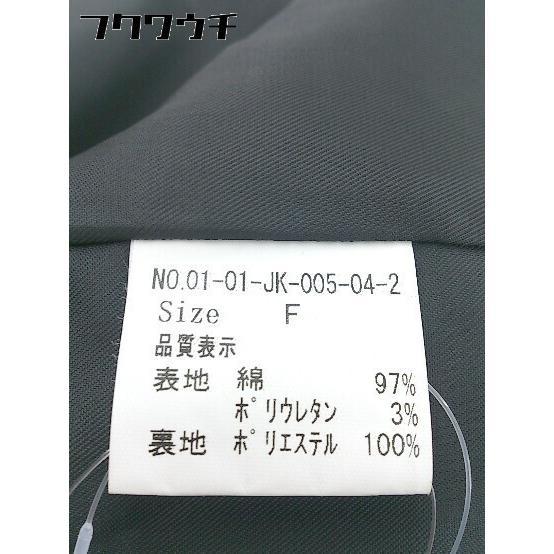 フクワウチ
NO.01-01-JK-005-04-2
Size F
品質表示
表地 綿 97%
ﾎﾟﾘｳﾚﾀﾝ 3%
裏地 ﾎﾟﾘｴｽﾃﾙ 100%